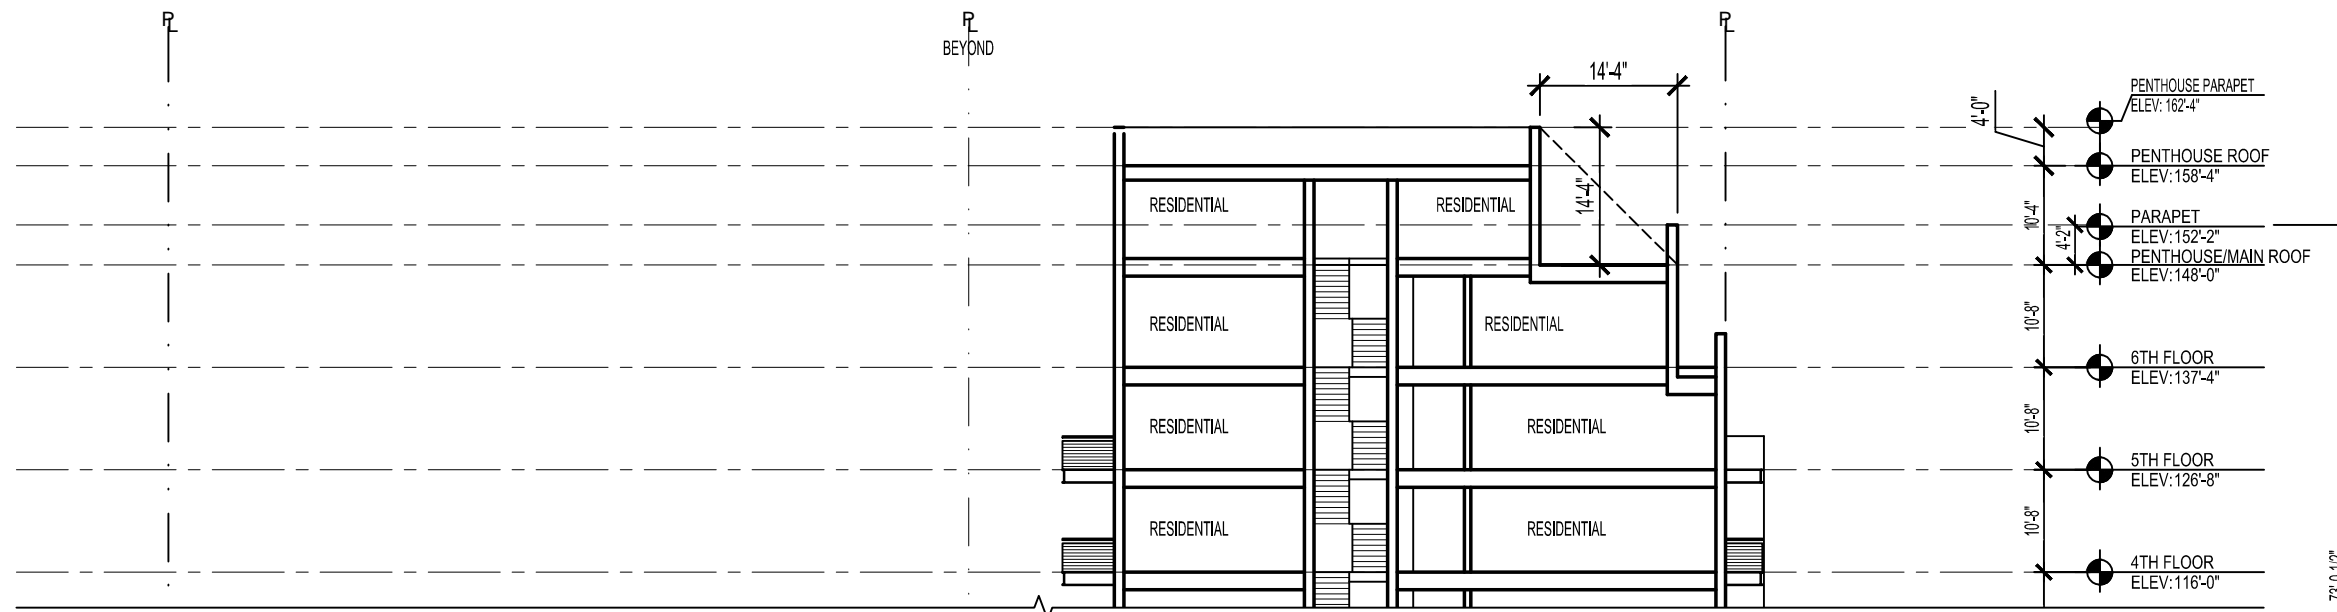 PL
PL
BEYOND
PL
14'-4"
14'-4"
4'-0"
PENTHOUSE PARAPET
ELEV: 162'-4"
PENTHOUSE ROOF
ELEV: 158'-4"
10'-4"
PARAPET
ELEV: 152'-2"
4'-2"
PENTHOUSE/MAIN ROOF
ELEV: 148'-0"
RESIDENTIAL
RESIDENTIAL
RESIDENTIAL
RESIDENTIAL
10'-8"
6TH FLOOR
ELEV: 137'-4"
RESIDENTIAL
RESIDENTIAL
10'-8"
5TH FLOOR
ELEV: 126'-8"
RESIDENTIAL
RESIDENTIAL
10'-8"
4TH FLOOR
ELEV: 116'-0"